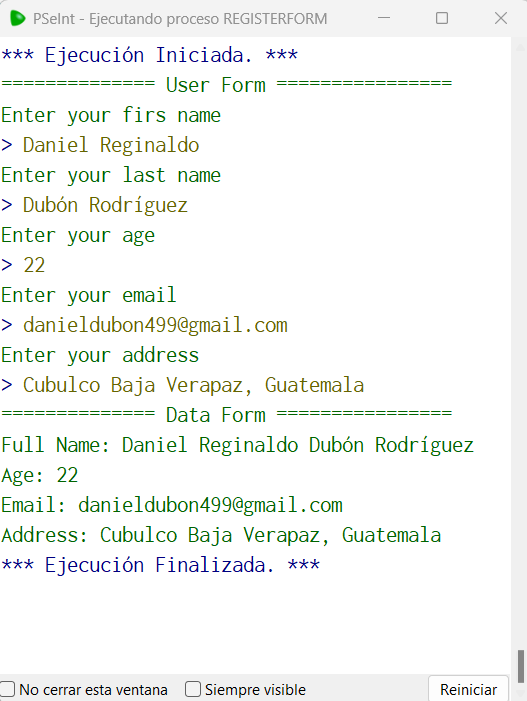 PSeInt - Ejecutando proceso REGISTERFORM
*** Ejecución Iniciada. ***
============== User Form ================
Enter your firs name
> Daniel Reginaldo
Enter your last name
> Dubón Rodríguez
Enter your age
> 22
Enter your email
> danieldubon499@gmail.com
Enter your address
> Cubulco Baja Verapaz, Guatemala
============== Data Form ================
Full Name: Daniel Reginaldo Dubón Rodríguez
Age: 22
Email: danieldubon499@gmail.com
Address: Cubulco Baja Verapaz, Guatemala
*** Ejecución Finalizada. ***
No cerrar esta ventana Siempre visible Reiniciar